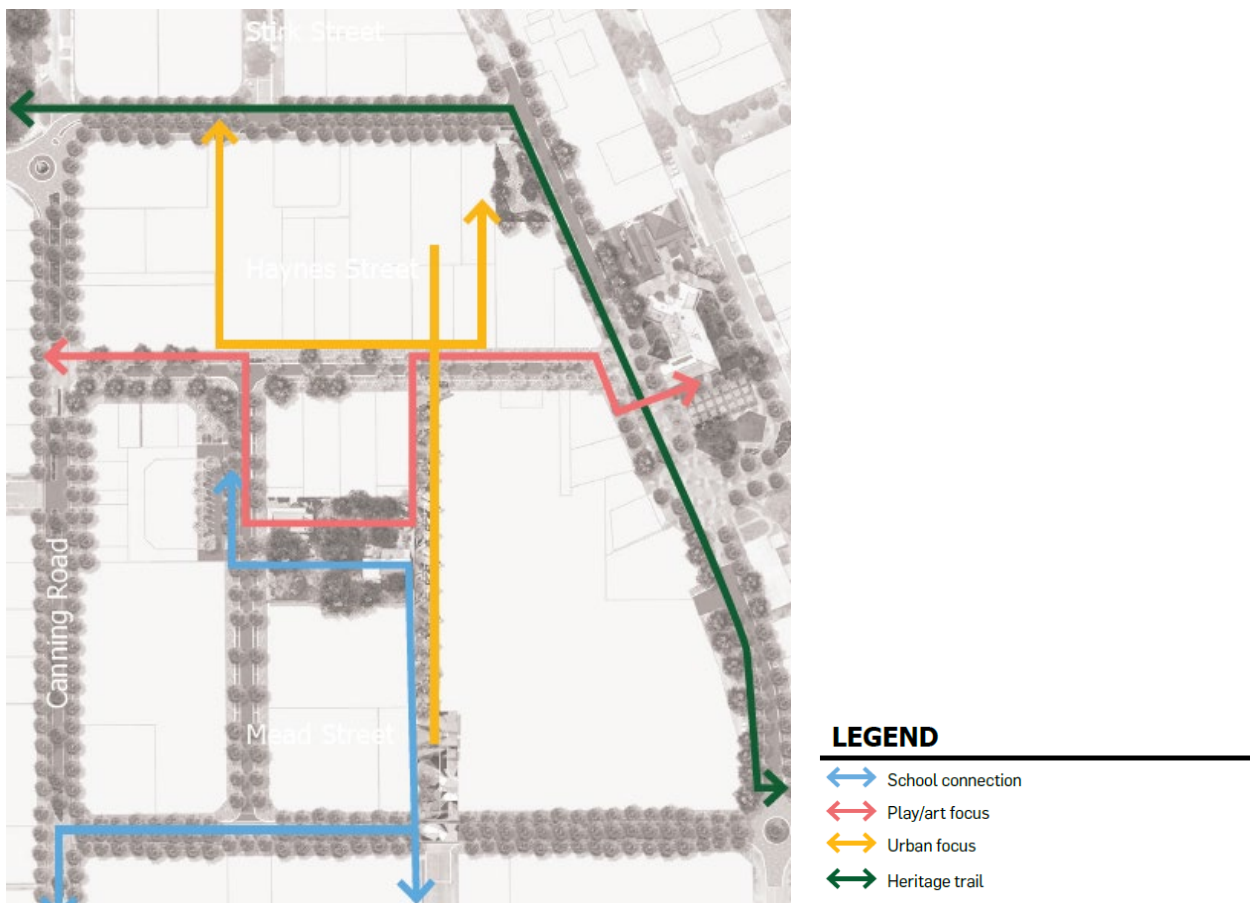 Stirk Street
Haynes Street
Canning Road
Mead Street
LEGEND
School connection
Play/art focus
Urban focus
Heritage trail